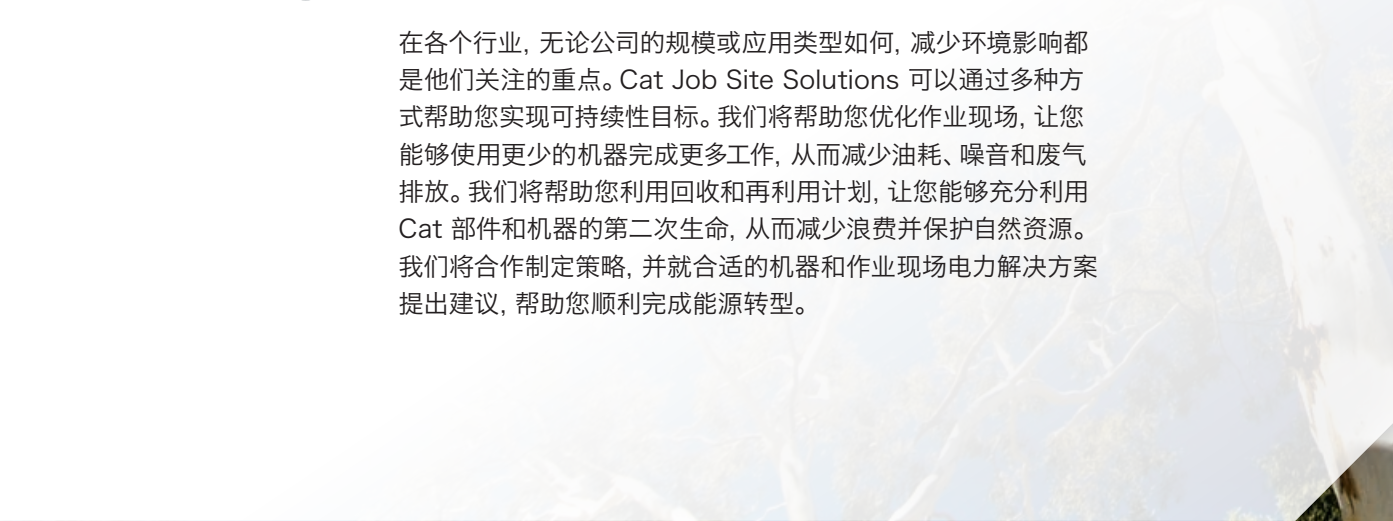 在各个行业, 无论公司的规模或应用类型如何, 减少环境影响都
是他们关注的重点。Cat Job Site Solutions 可以通过多种方
式帮助您实现可持续性目标。我们将帮助您优化作业现场, 让您
能够使用更少的机器完成更多工作, 从而减少油耗、噪音和废气
排放。我们将帮助您利用回收和再利用计划, 让您能够充分利用
Cat 部件和机器的第二次生命, 从而减少浪费并保护自然资源。
我们将合作制定策略, 并就合适的机器和作业现场电力解决方案
提出建议, 帮助您顺利完成能源转型。